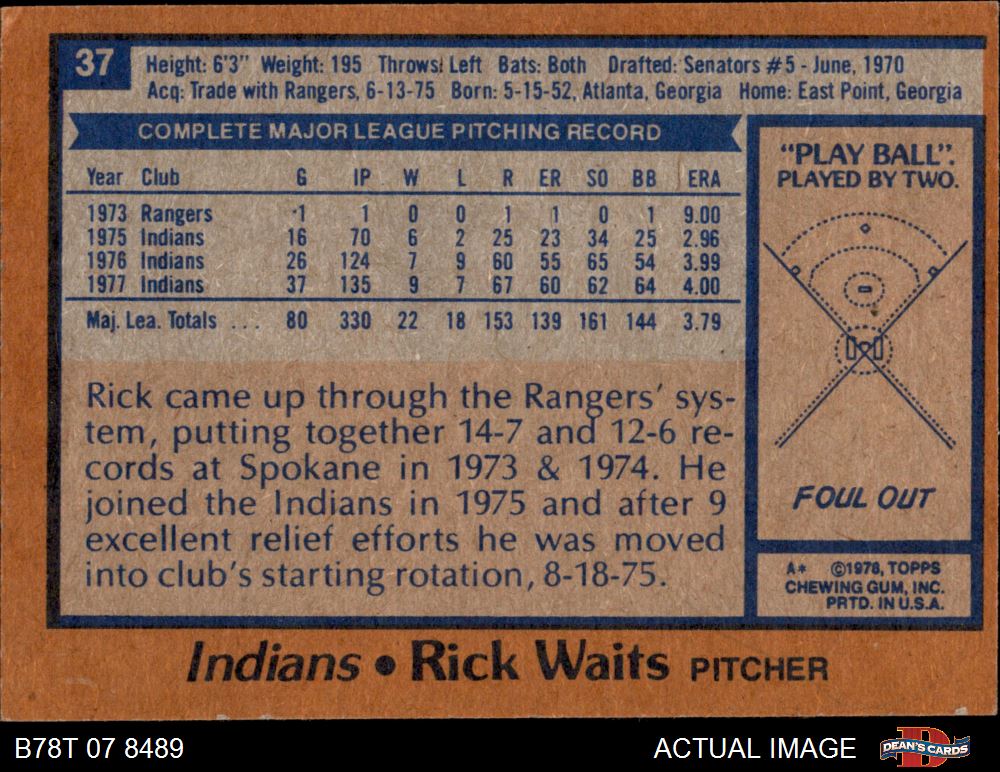 37
Height: 6'3" Weight: 195 Throws: Left Bats: Both Drafted: Senators #5 - June, 1970
Acq: Trade with Rangers, 6-13-75 Born: 5-15-52, Atlanta, Georgia Home: East Point, Georgia
COMPLETE MAJOR LEAGUE PITCHING RECORD
Year Club G IP W L R ER SO BB ERA
1973 Rangers 1 1 0 0 1 1 0 1 9.00
1975 Indians 16 70 6 2 25 23 34 25 2.96
1976 Indians 26 124 7 9 60 55 65 54 3.99
1977 Indians 37 135 9 7 67 60 62 64 4.00
Maj. Lea. Totals ... 80 330 22 18 153 139 161 144 3.79
Rick came up through the Rangers' sys-
tem, putting together 14-7 and 12-6 re-
cords at Spokane in 1973 & 1974. He
joined the Indians in 1975 and after 9
excellent relief efforts he was moved
into club's starting rotation, 8-18-75.
"PLAY BALL".
PLAYED BY TWO.
FOUL OUT
A* ©1978, TOPPS
CHEWING GUM, INC.
PRTD. IN U.S.A.
Indians • Rick Waits PITCHER
B78T 07 8489
ACTUAL IMAGE
D
DEAN'S CARDS